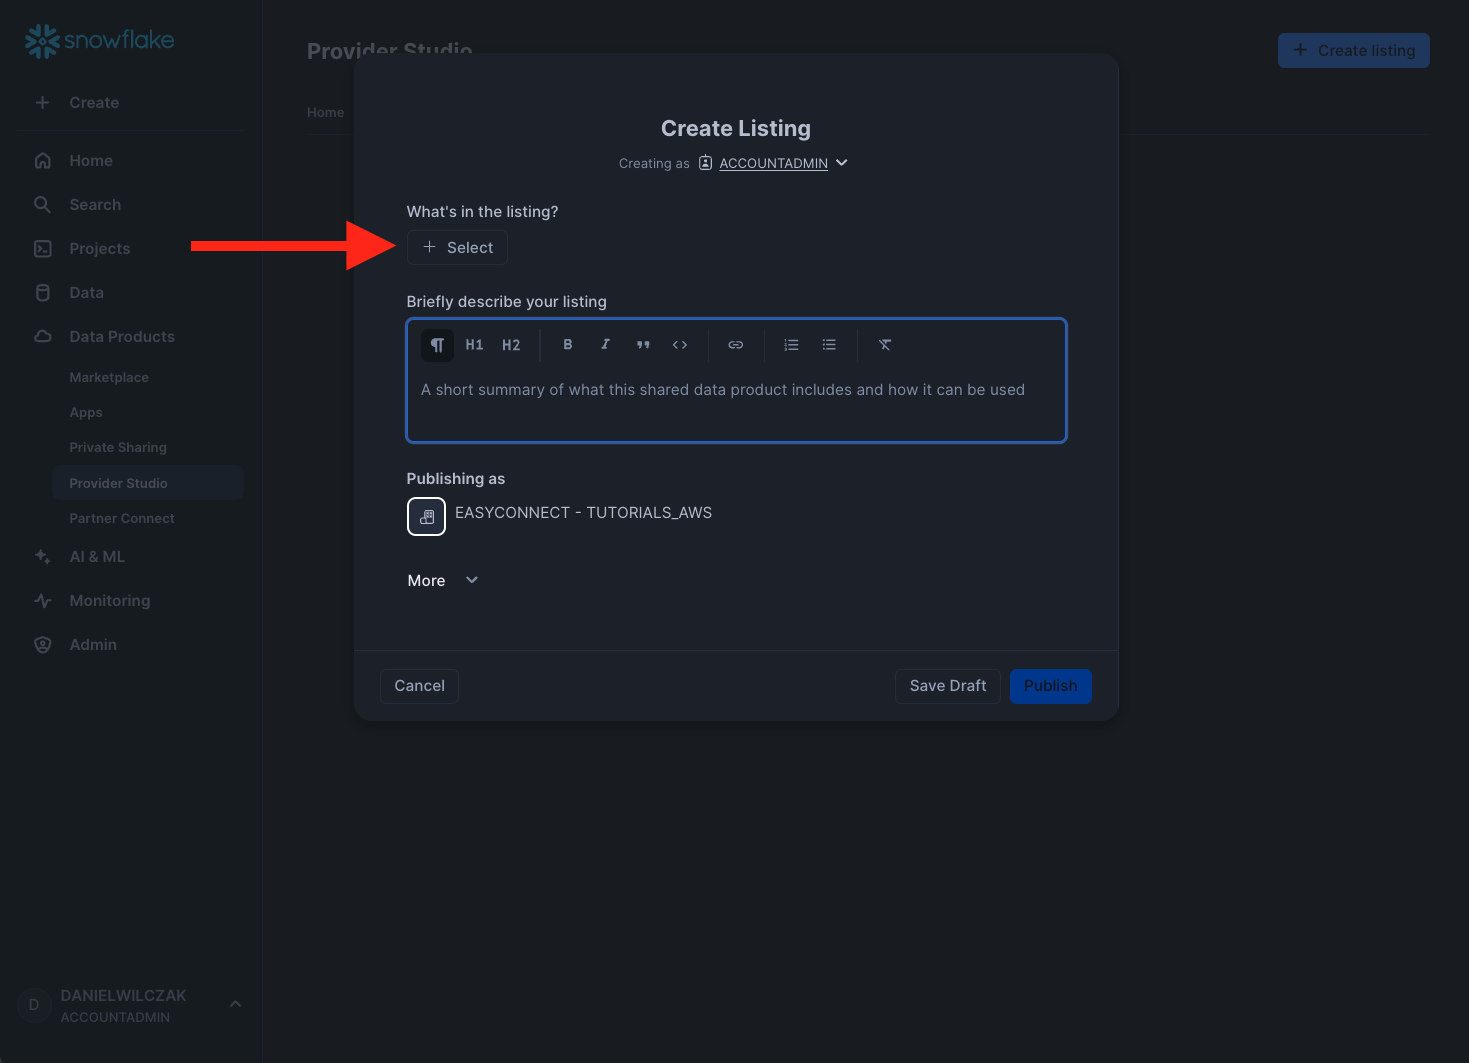 snowflake
Create
Home
Search
Projects
Data
Data Products
Marketplace
Apps
Private Sharing
Provider Studio
Partner Connect
AI & ML
Monitoring
Admin
D
DANIELWILCZAK
ACCOUNTADMIN
Provider Studio
Create listing
Home
Create Listing
Creating as ACCOUNTADMIN
What's in the listing?
Select
Briefly describe your listing
H1 H2 B I
A short summary of what this shared data product includes and how it can be used
Publishing as
EASYCONNECT - TUTORIALS_AWS
More
Cancel
Save Draft
Publish